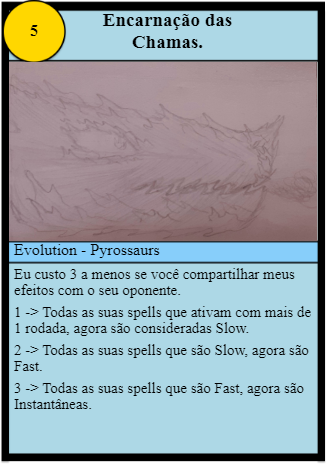 5
Encarnação das
Chamas.
Evolution - Pyrossaurs
Eu custo 3 a menos se você compartilhar meus
efeitos com o seu oponente.
1 -> Todas as suas spells que ativam com mais de
1 rodada, agora são consideradas Slow.
2 -> Todas as suas spells que são Slow, agora são
Fast.
3 -> Todas as suas spells que são Fast, agora são
Instantâneas.